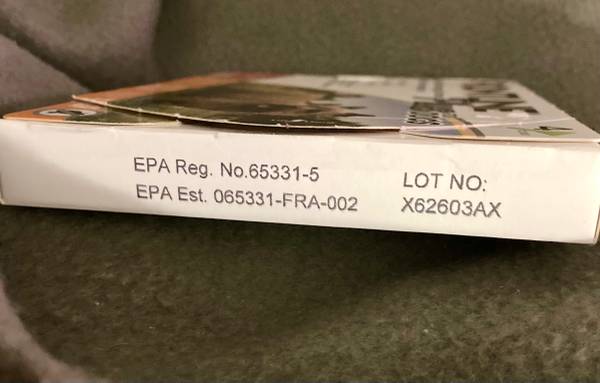 EPA Reg. No.65331-5
EPA Est. 065331-FRA-002
LOT NO:
X62603AX